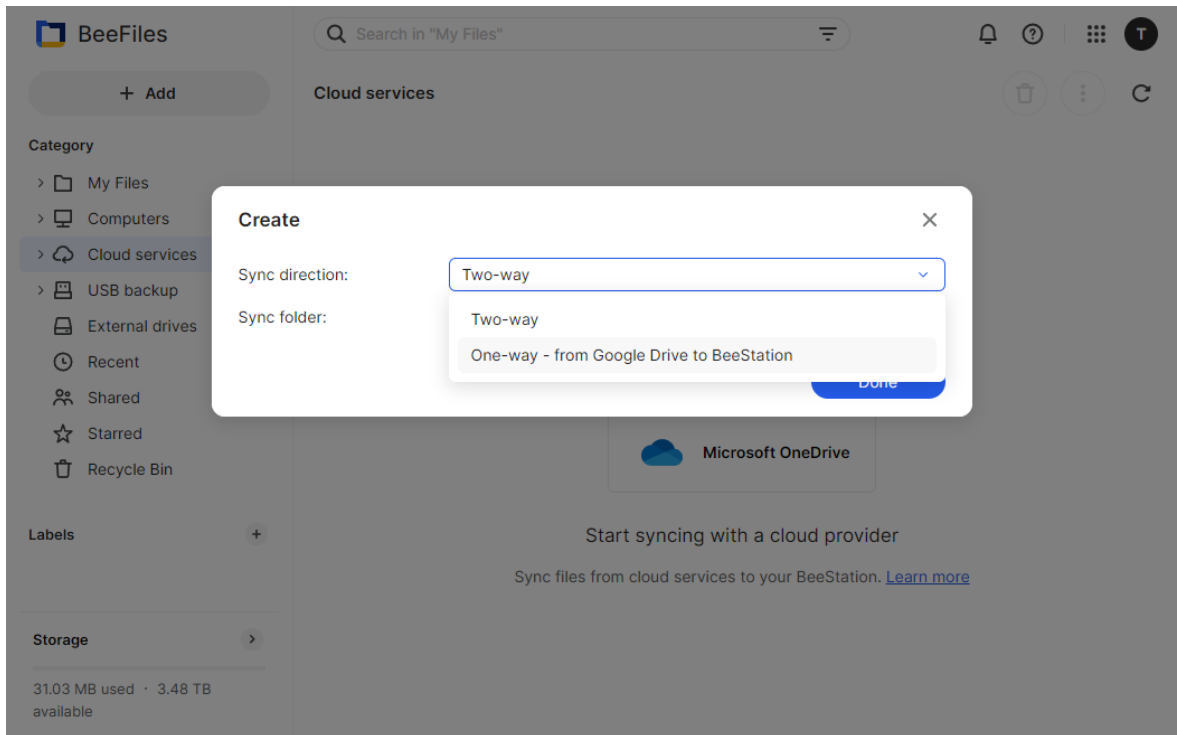 BeeFiles
Search in "My Files"
T
+ Add
Cloud services
Category
My Files
Computers
Cloud services
USB backup
External drives
Recent
Shared
Starred
Recycle Bin
Labels
+
Storage
31.03 MB used · 3.48 TB
available
Create
Sync direction:
Two-way
Sync folder:
Two-way
One-way - from Google Drive to BeeStation
Done
Microsoft OneDrive
Start syncing with a cloud provider
Sync files from cloud services to your BeeStation. Learn more